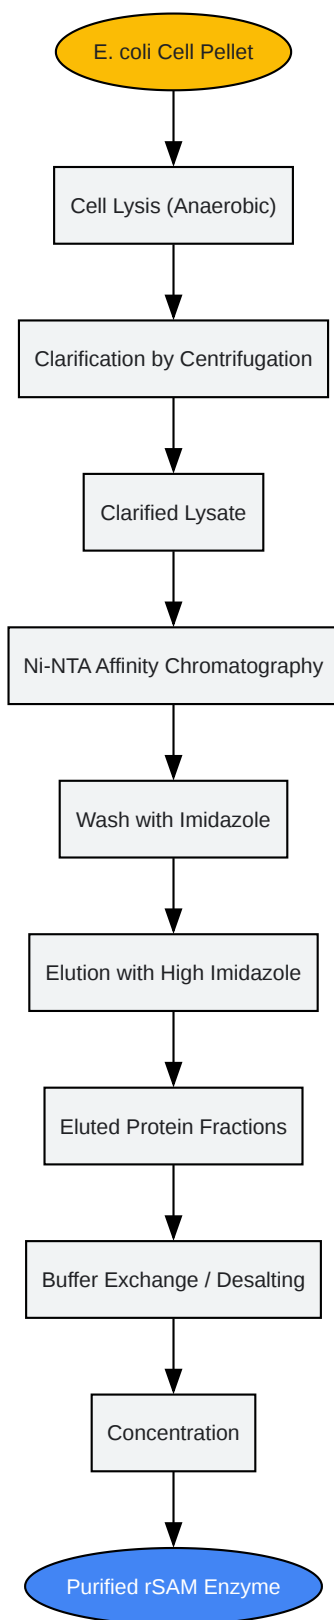 E. coli Cell Pellet
Cell Lysis (Anaerobic)
Clarification by Centrifugation
Clarified Lysate
Ni-NTA Affinity Chromatography
Wash with Imidazole
Elution with High Imidazole
Eluted Protein Fractions
Buffer Exchange / Desalting
Concentration
Purified rSAM Enzyme